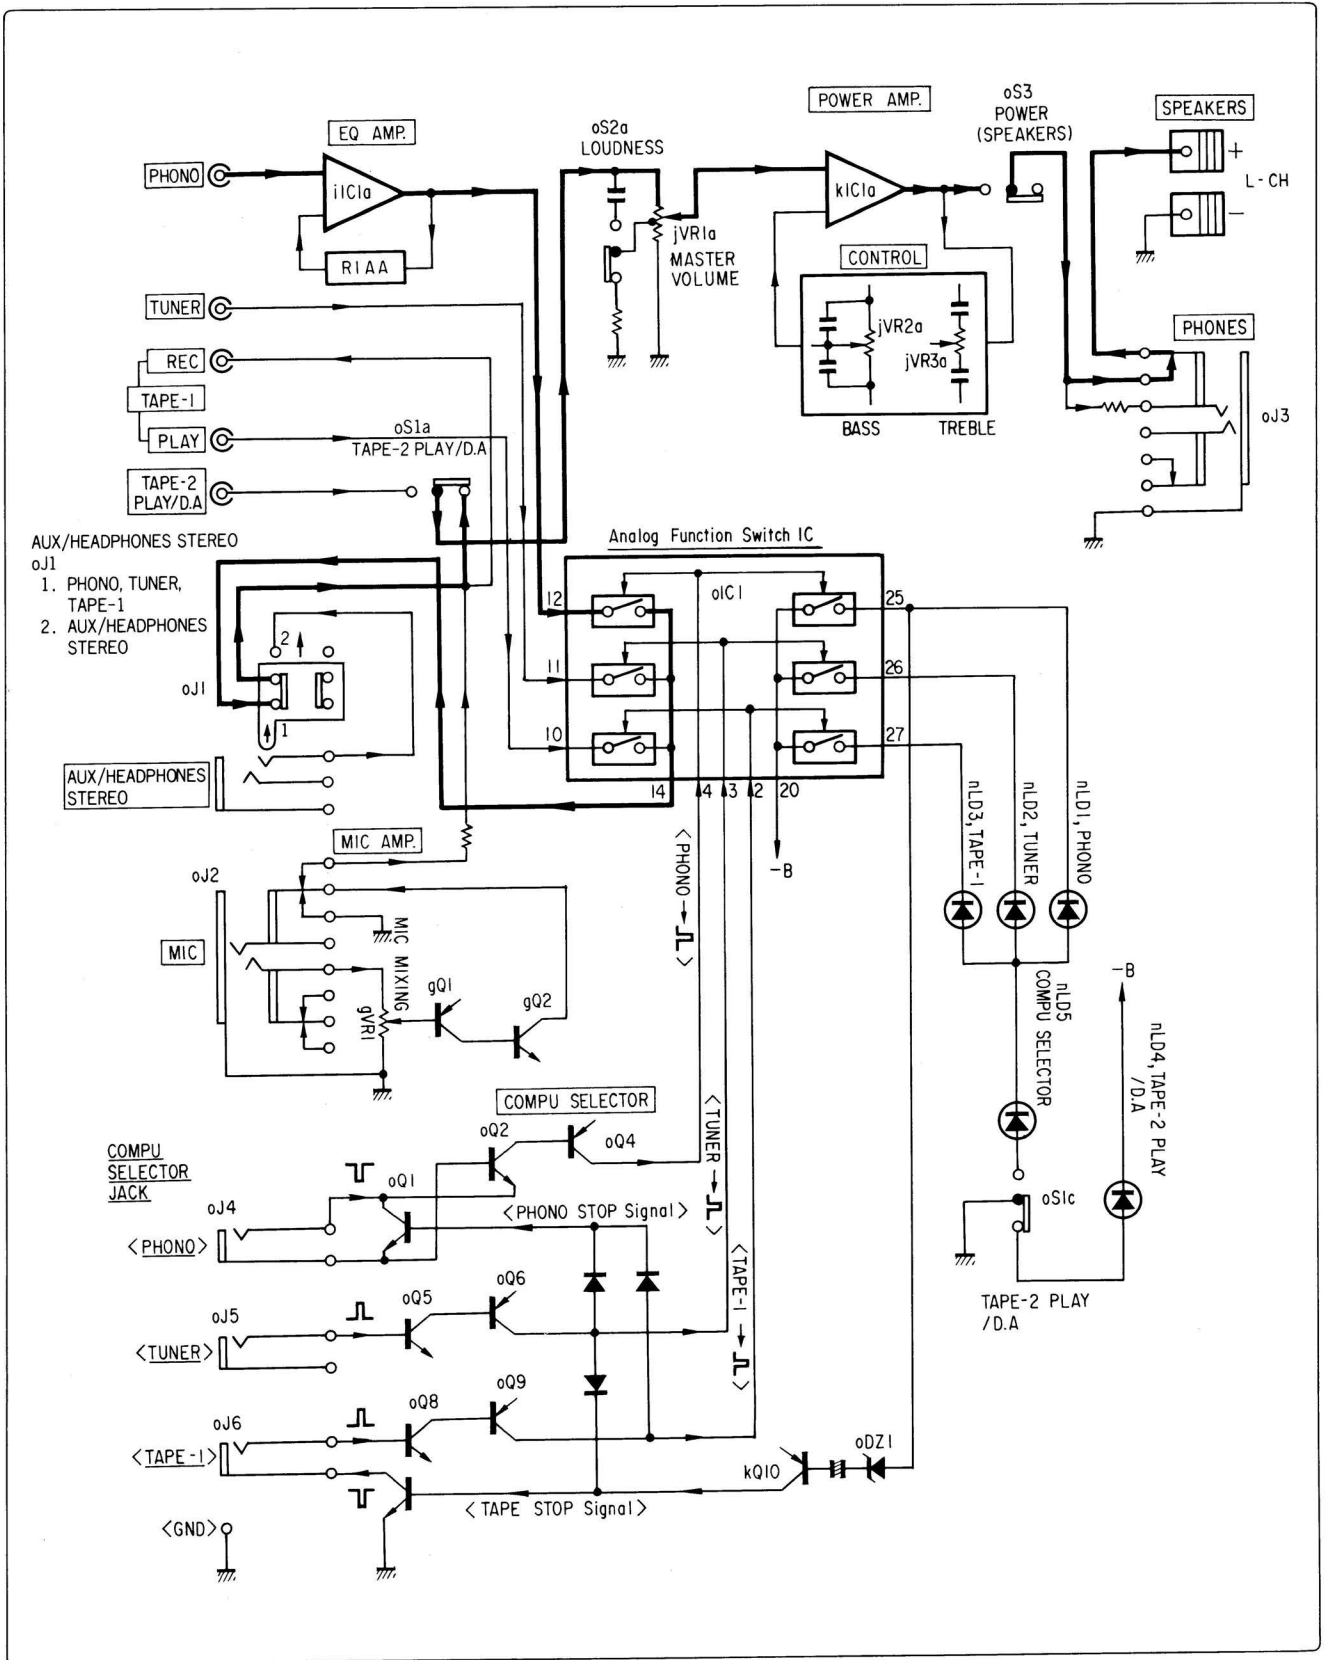 oS3
POWER
(SPEAKERS)
POWER AMP.
SPEAKERS
EQ AMP.
oS2a
LOUDNESS
PHONO
i1C1a
k1C1a
+
L-CH
-
jVR1a
MASTER
VOLUME
CONTROL
RIAA
TUNER
jVR2a
jVR3a
PHONES
REC
TAPE-1
PLAY
oS1a
TAPE-2 PLAY/D.A
BASS
TREBLE
oJ3
TAPE-2
PLAY/D.A
AUX/HEADPHONES STEREO
oJ1
1. PHONO, TUNER,
TAPE-1
2. AUX/HEADPHONES
STEREO
Analog Function Switch IC
oIC1
12
25
11
26
10
27
14
4
3
2
20
2
oJ1
1
AUX/HEADPHONES
STEREO
nLD3, TAPE-1
nLD2, TUNER
nLD1, PHONO
MIC AMP.
-B
<PHONO→ >
oJ2
MIC
MIC MIXING
gVR1
gQ1
gQ2
nLD5
COMPU SELECTOR
-B
nLD4, TAPE-2 PLAY
/D.A
COMPU SELECTOR
<TUNER→ >
oQ2
oQ4
COMPU
SELECTOR
JACK
oQ1
oS1c
oJ4
<PHONO STOP Signal>
<PHONO>
<TAPE-1→ >
oQ6
oQ5
oJ5
TAPE-2 PLAY
/D.A
<TUNER>
oQ9
oQ8
oJ6
<TAPE-1>
oDZ1
kQ10
<TAPE STOP Signal>
<GND>